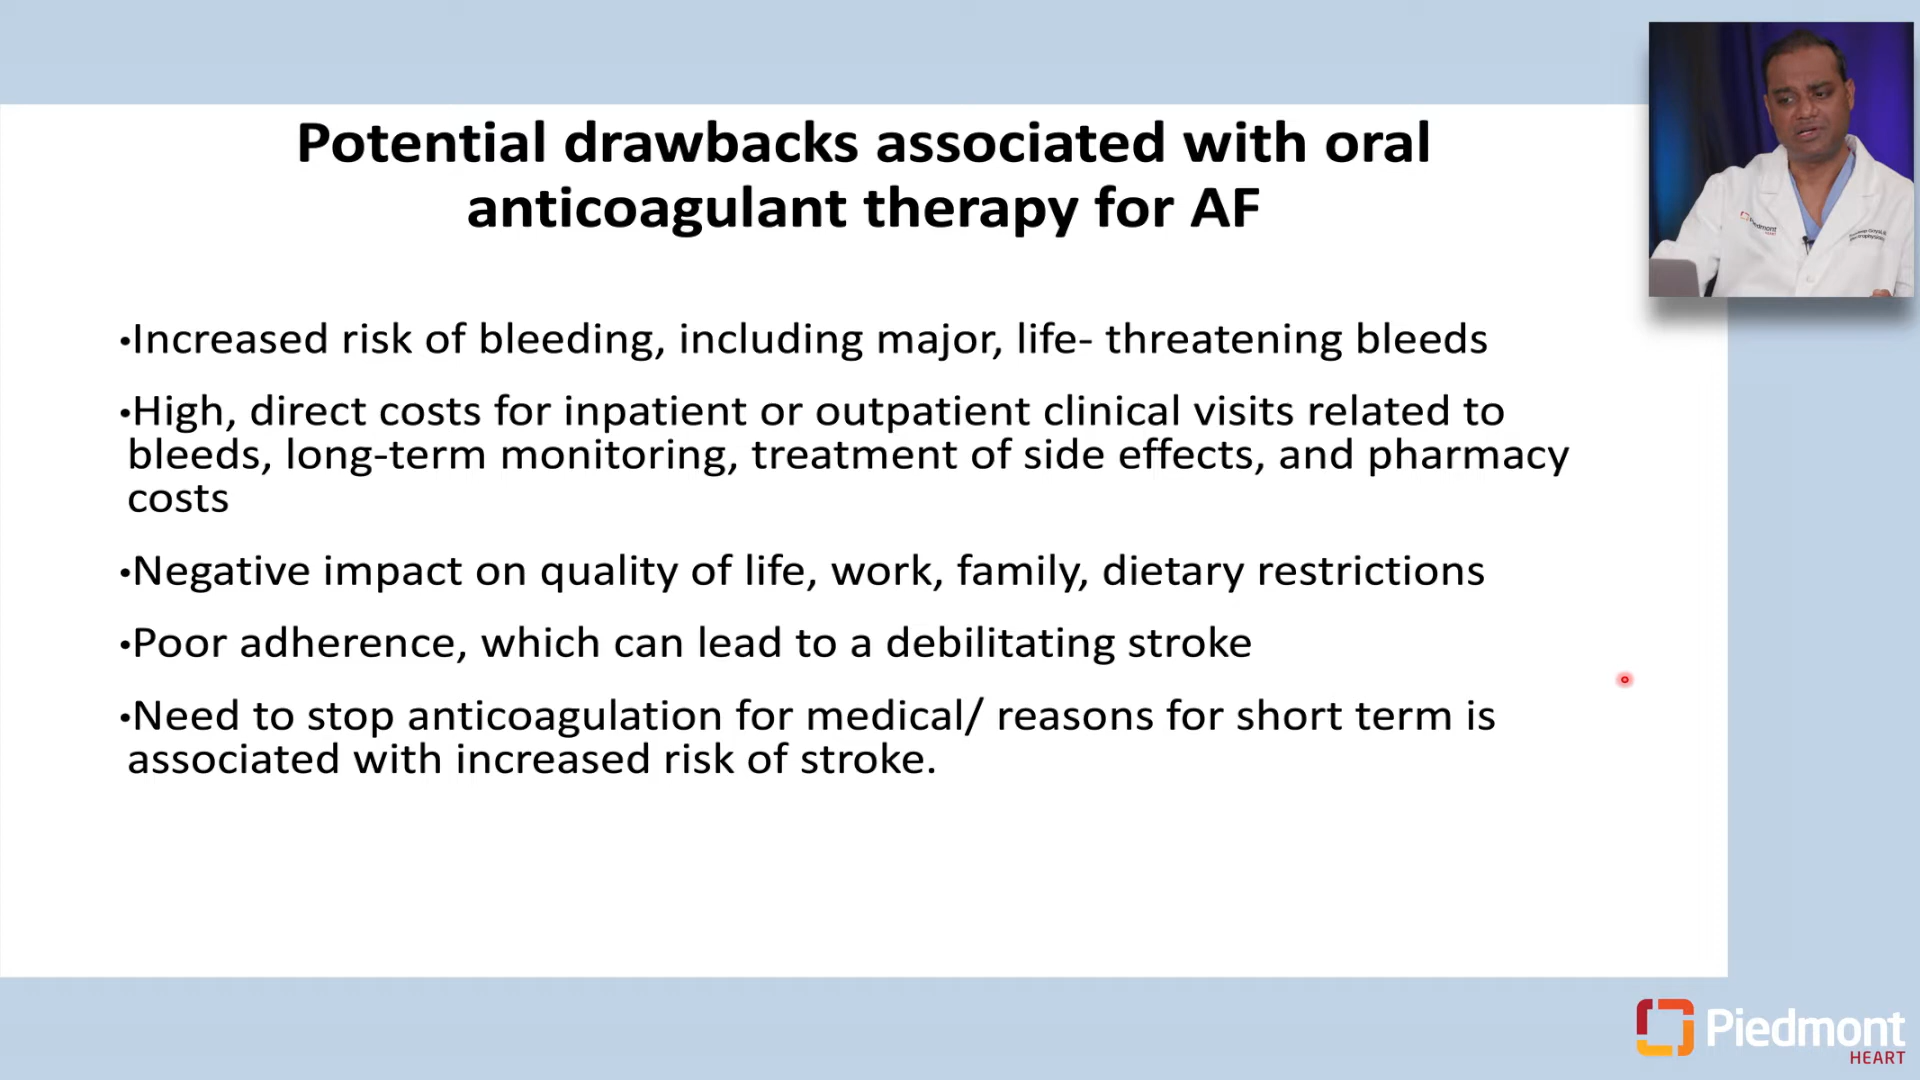 Potential drawbacks associated with oral
anticoagulant therapy for AF
•Increased risk of bleeding, including major, life- threatening bleeds
•High, direct costs for inpatient or outpatient clinical visits related to
bleeds, long-term monitoring, treatment of side effects, and pharmacy
costs
•Negative impact on quality of life, work, family, dietary restrictions
•Poor adherence, which can lead to a debilitating stroke
•Need to stop anticoagulation for medical/ reasons for short term is
associated with increased risk of stroke.
Piedmont
HEART